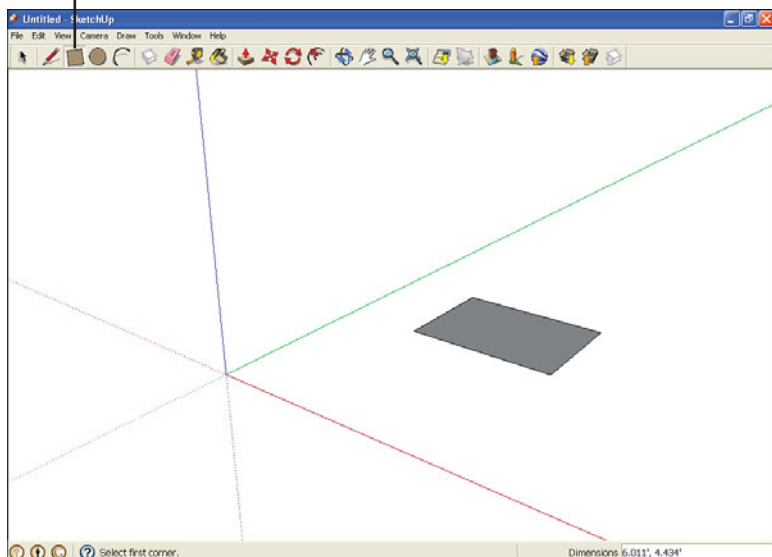 Untitled - SketchUp
File Edit View Camera Draw Tools Window Help
Select first corner.
Dimensions 6.011', 4.434'